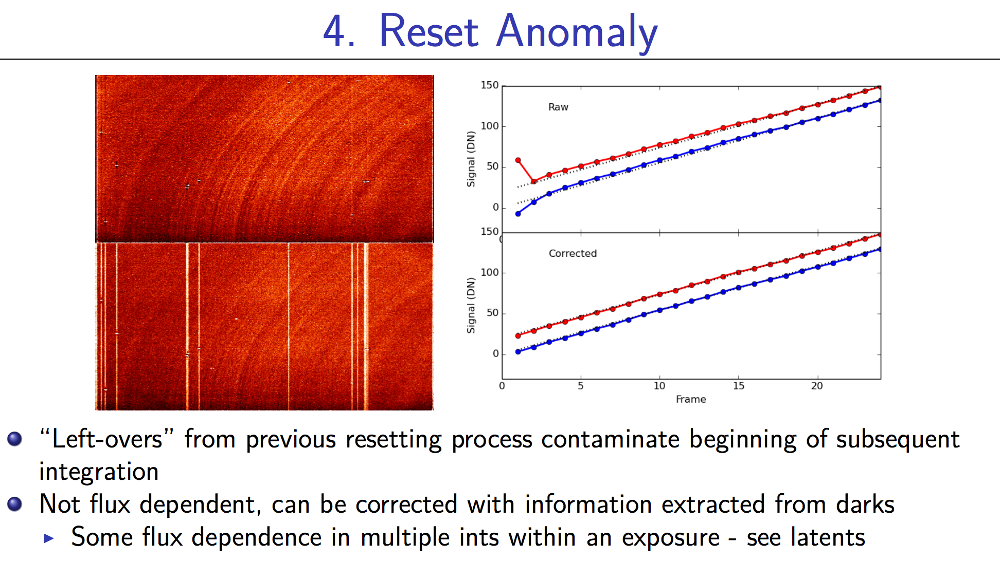 4. Reset Anomaly
150
Raw
100
Signal (DN)
50
0
150
0
Corrected
100
Signal (DN)
50
0
0 5 10 15 20
Frame
“Left-overs” from previous resetting process contaminate beginning of subsequent
integration
Not flux dependent, can be corrected with information extracted from darks
Some flux dependence in multiple ints within an exposure - see latents